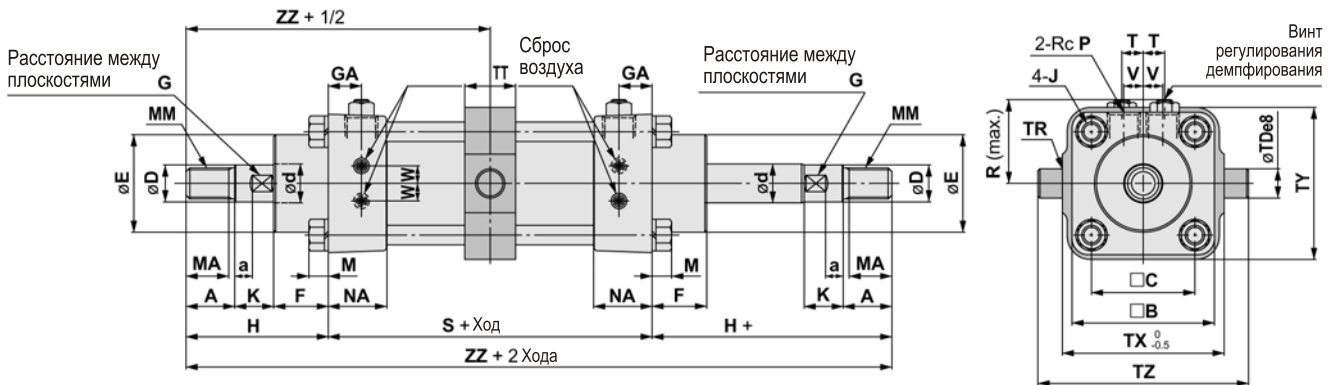 ZZ + 1/2
Расстояние между
плоскостями
G
MM
GA
Сброс
воздуха
TT
GA
Расстояние между
плоскостями
G
MM
øE
øD
ød
W
W
ød
øD
øE
MA
a
M
M
a
MA
A
K
F
NA
NA
F
K
A
H
S + Ход
H +
ZZ + 2 Хода
2-Rc P
T
T
Винт
регулирования
демпфирования
4-J
V
V
R (max.)
TR
øTDe8
TY
□C
□B
TX 0 -0.5
TZ